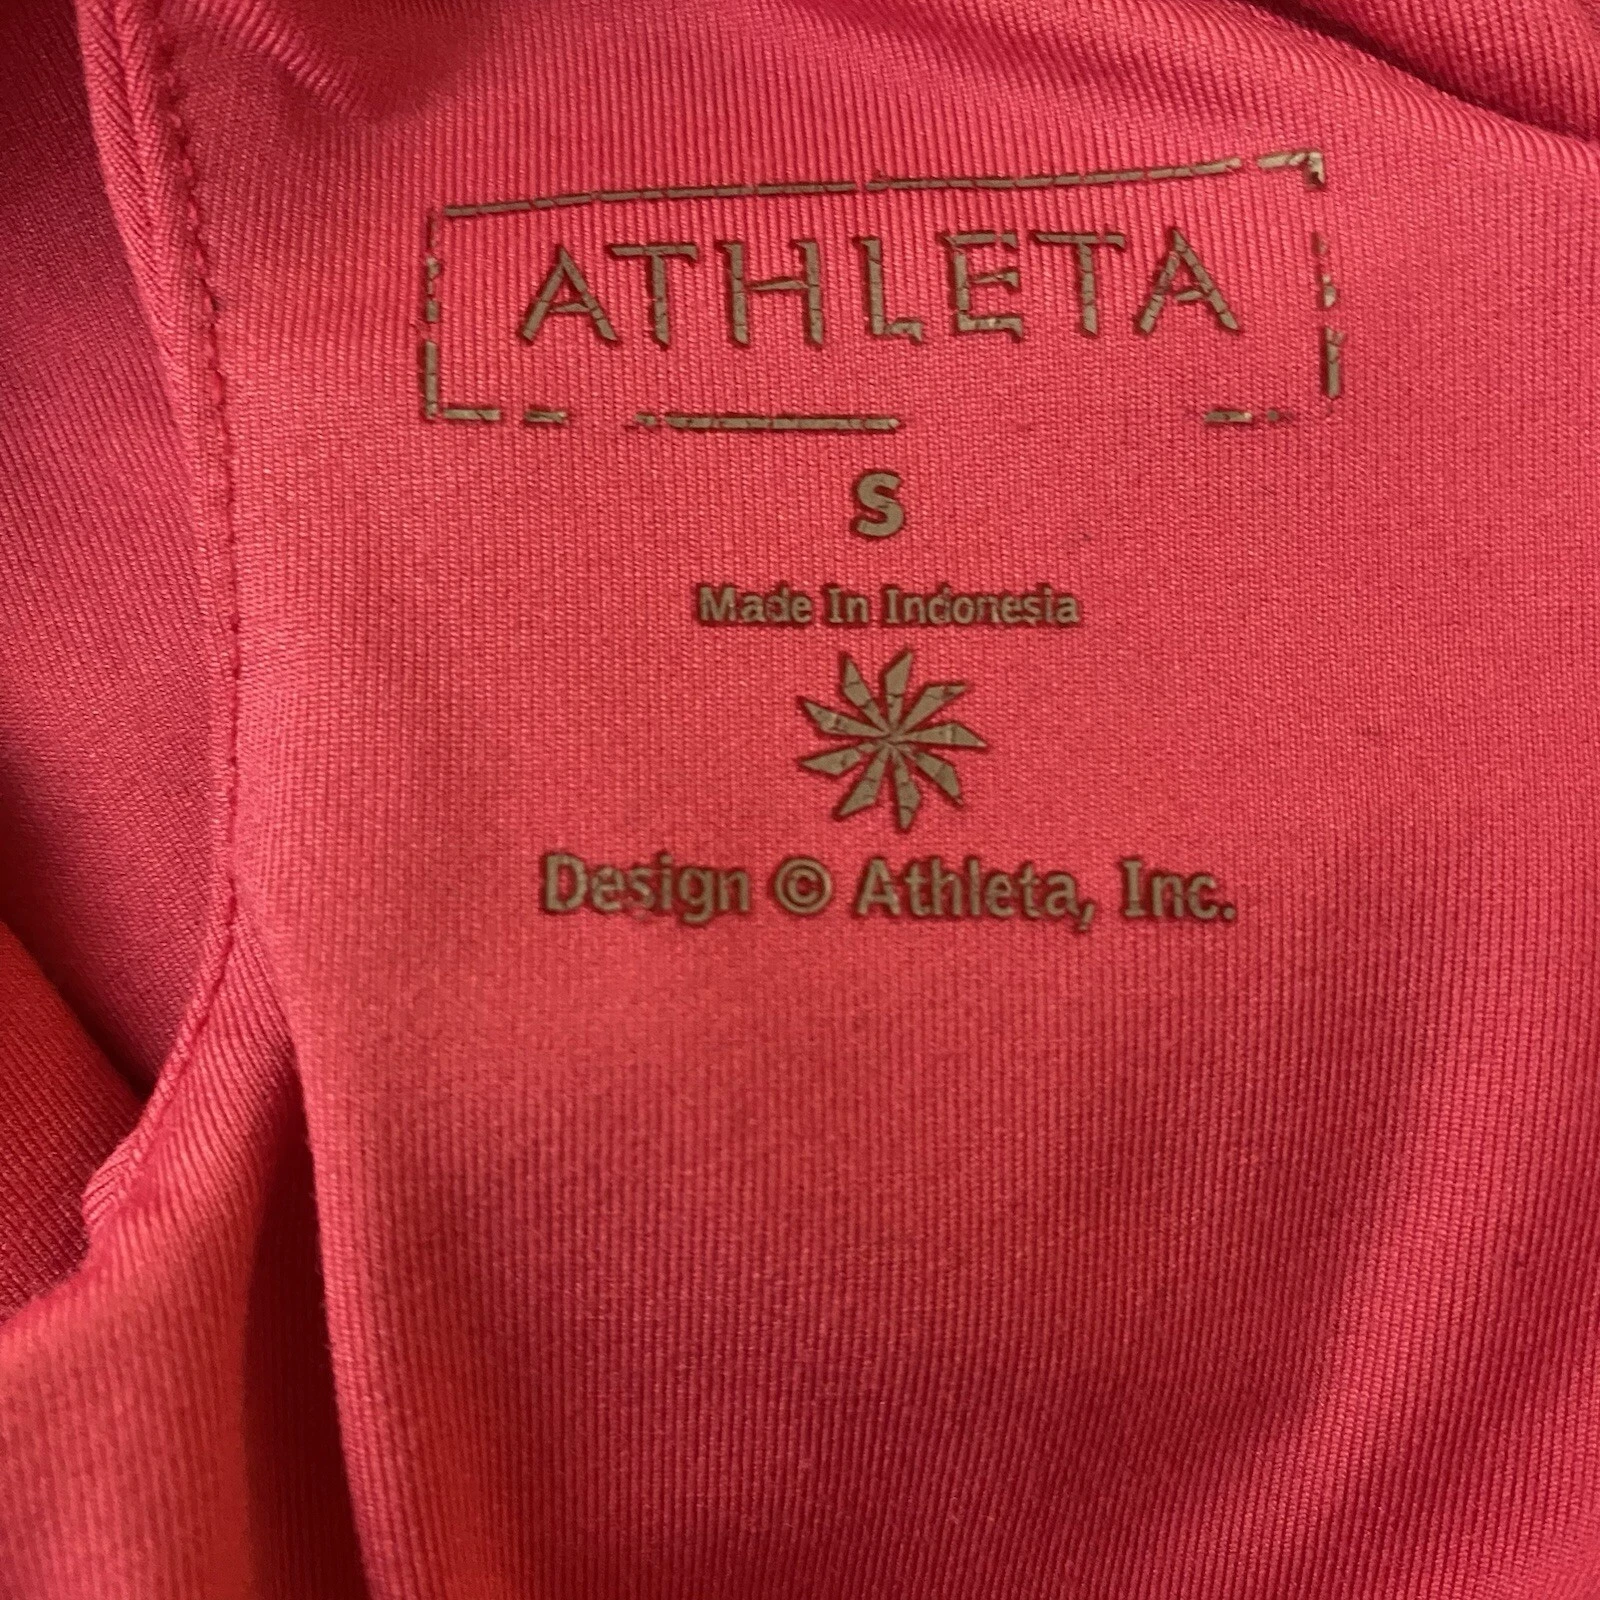 ATHLETA
S
Made In Indonesia
Design © Athleta, Inc.